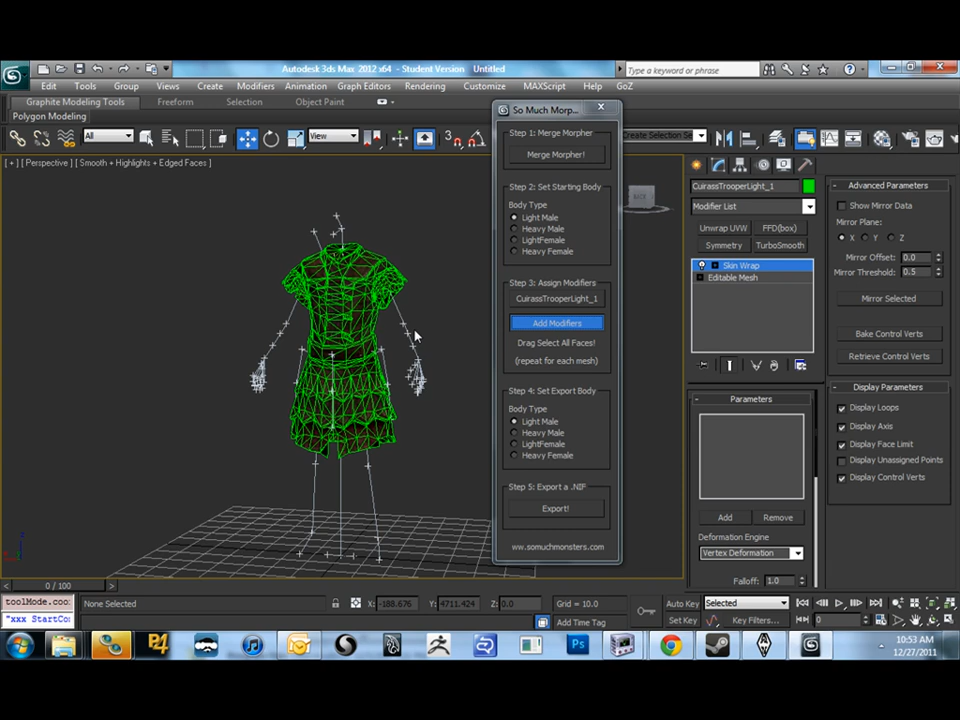 Autodesk 3ds Max 2012 x64 - Student Version Untitled
Type a keyword or phrase
Edit Tools Group Views Create Modifiers Animation Graph Editors Rendering Customize MAXScript Help GoZ
Graphite Modeling Tools Freeform Selection Object Paint
Polygon Modeling
All
View
Create Selection Se
[ + ] [ Perspective ] [ Smooth + Highlights + Edged Faces ]
BACK
So Much Morp...
Step 1: Merge Morpher
Merge Morpher!
Step 2: Set Starting Body
Body Type
Light Male
Heavy Male
LightFemale
Heavy Female
Step 3: Assign Modifiers
CuirassTrooperLight_1
Add Modifiers
Drag Select All Faces!
(repeat for each mesh)
Step 4: Set Export Body
Body Type
Light Male
Heavy Male
LightFemale
Heavy Female
Step 5: Export a .NIF
Export!
www.somuchmonsters.com
CuirassTrooperLight_1
Modifier List
Unwrap UVW FFD(box)
Symmetry TurboSmooth
Skin Wrap
Editable Mesh
Parameters
Add Remove
Deformation Engine
Vertex Deformation
Falloff: 1.0
Advanced Parameters
Show Mirror Data
Mirror Plane:
X Y Z
Mirror Offset: 0.0
Mirror Threshold: 0.5
Mirror Selected
Bake Control Verts
Retrieve Control Verts
Display Parameters
Display Loops
Display Axis
Display Face Limit
Display Unassigned Points
Display Control Verts
0 / 100
toolMode.coo
"xxx StartCo
None Selected
X: -188.676 Y: 4711.424 Z: 0.0
Grid = 10.0
Add Time Tag
Auto Key Selected
Set Key Key Filters...
0
10:53 AM
12/27/2011